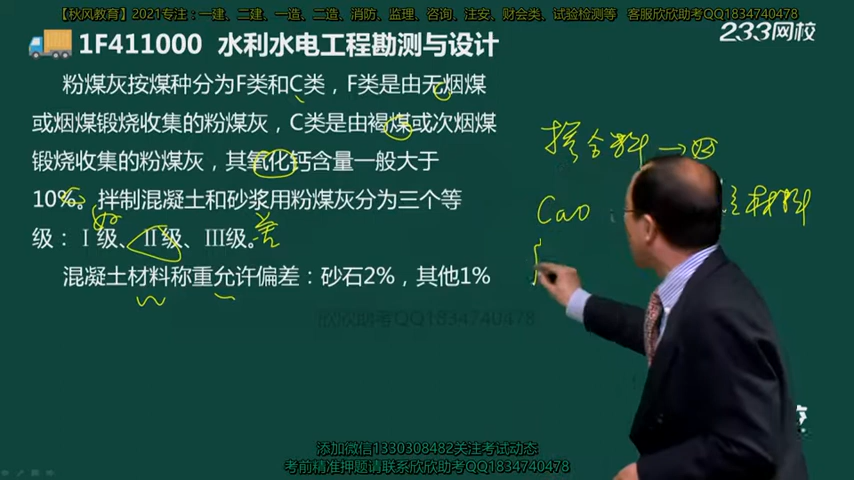 【秋风教育】2021专注：一建、二建、一造、二造、消防、监理、咨询、注安、财会类、试验检测等 客服欣欣助考QQ1834740478
233网校
1F411000 水利水电工程勘测与设计
粉煤灰按煤种分为F类和C类，F类是由无烟煤
或烟煤锻烧收集的粉煤灰，C类是由褐煤或次烟煤
锻烧收集的粉煤灰，其氧化钙含量一般大于
10%。拌制混凝土和砂浆用粉煤灰分为三个等
级：Ⅰ级、Ⅱ级、Ⅲ级。
混凝土材料称重允许偏差：砂石2%，其他1%
掺合料→
CaO
材料
好
差
欣欣助考QQ1834740478
添加微信1330308482关注考试动态
考前精准押题请联系欣欣助考QQ1834740478